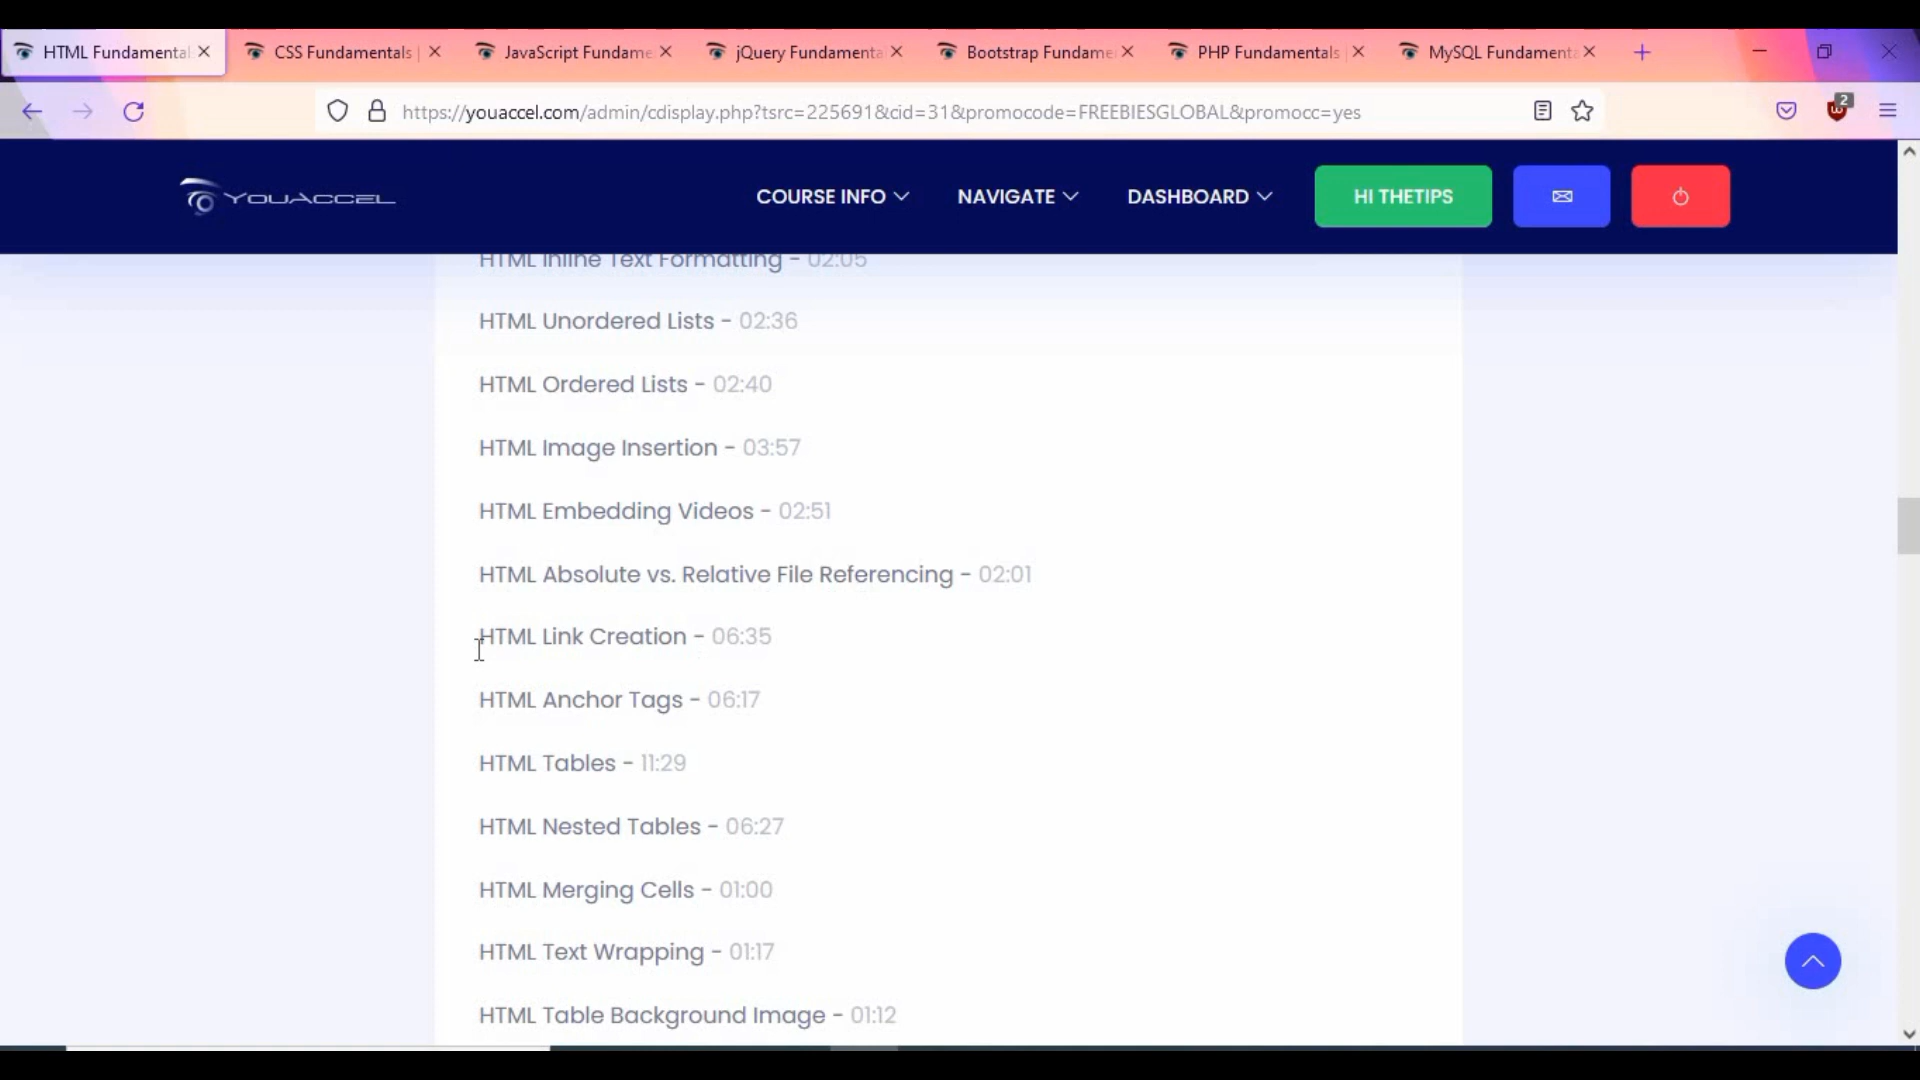 HTML Fundamental
CSS Fundamentals |
JavaScript Fundame
jQuery Fundamenta
Bootstrap Fundame
PHP Fundamentals |
MySQL Fundament
https://youaccel.com/admin/cdisplay.php?tsrc=225691&cid=31&promocode=FREEBIESGLOBAL&promocc=yes
2
YOUACCEL
COURSE INFO
NAVIGATE
DASHBOARD
HI THETIPS
HTML Inline Text Formatting - 02:05
HTML Unordered Lists - 02:36
HTML Ordered Lists - 02:40
HTML Image Insertion - 03:57
HTML Embedding Videos - 02:51
HTML Absolute vs. Relative File Referencing - 02:01
HTML Link Creation - 06:35
HTML Anchor Tags - 06:17
HTML Tables - 11:29
HTML Nested Tables - 06:27
HTML Merging Cells - 01:00
HTML Text Wrapping - 01:17
HTML Table Background Image - 01:12